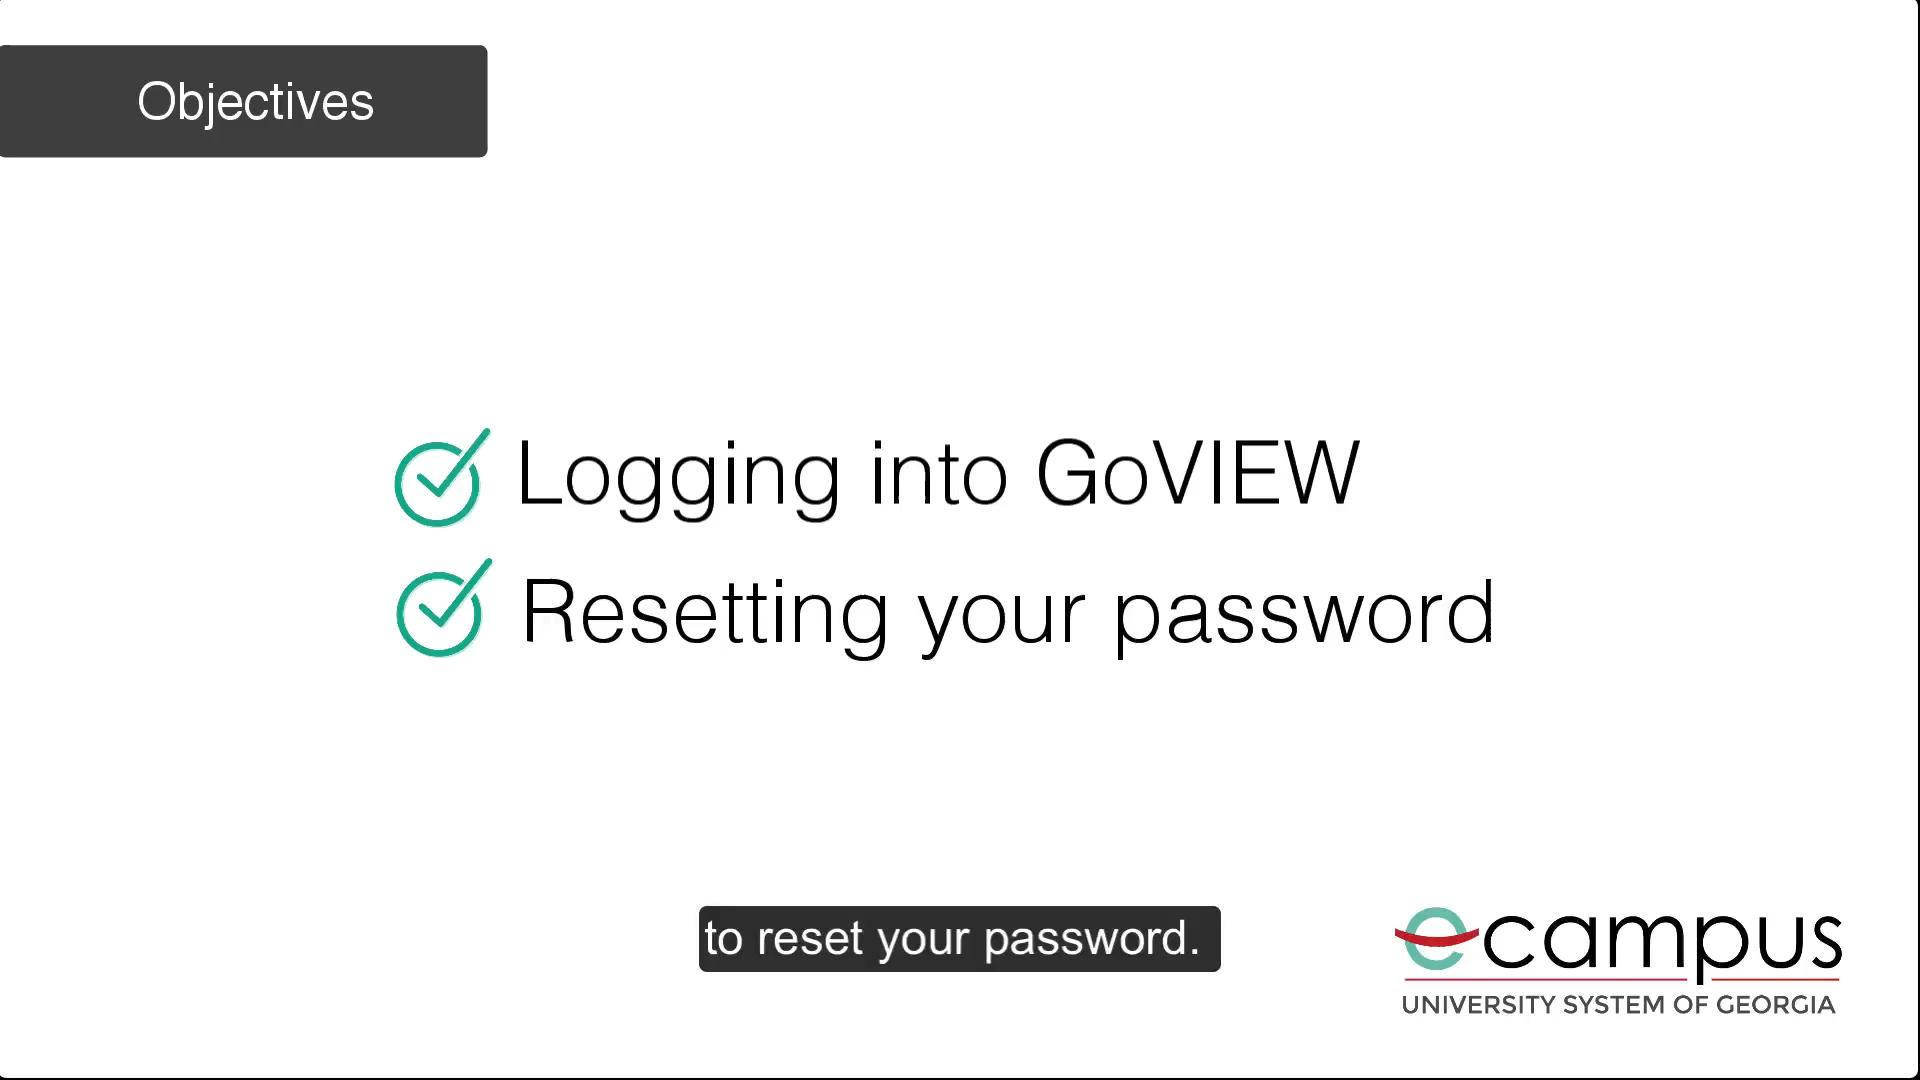 Objectives
Logging into GoVIEW
Resetting your password
to reset your password.
ecampus
UNIVERSITY SYSTEM OF GEORGIA